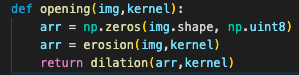 def opening(img,kernel):
    arr = np.zeros(img.shape, np.uint8)
    arr = erosion(img,kernel)
    return dilation(arr,kernel)